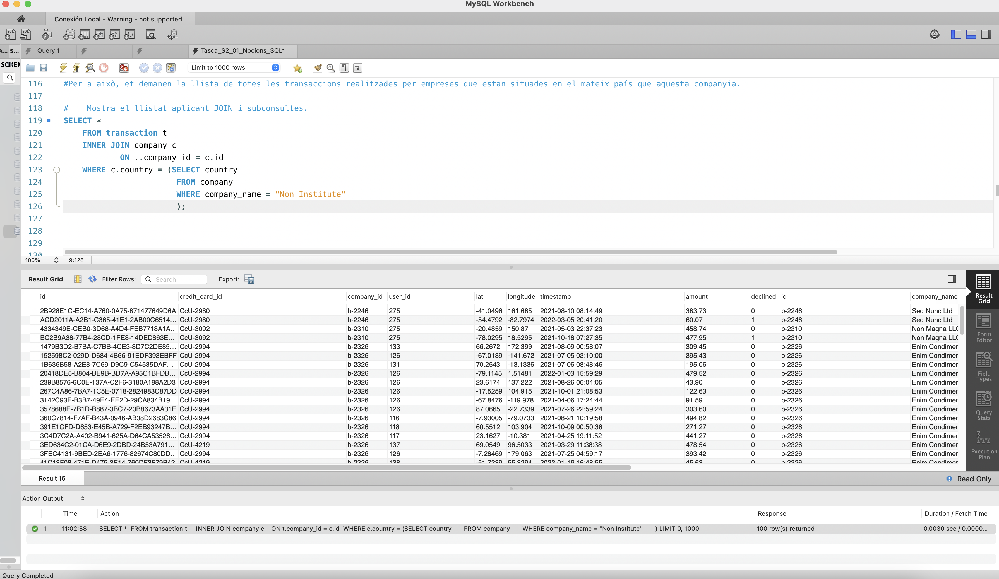 MySQL Workbench
Conexión Local - Warning - not supported
A... S... Query 1 Tasca_S2_01_Nocions_SQL*
SCHEM
Limit to 1000 rows
116 #Per a això, et demanen la llista de totes les transaccions realitzades per empreses que estan situades en el mateix país que aquesta companyia.
117
118 # Mostra el llistat aplicant JOIN i subconsultes.
119 SELECT *
120 FROM transaction t
121 INNER JOIN company c
122 ON t.company_id = c.id
123 WHERE c.country = (SELECT country
124 FROM company
125 WHERE company_name = "Non Institute"
126 );
127
128
129
130
100% 9:126
Result Grid Filter Rows: Search Export:
id credit_card_id company_id user_id lat longitude timestamp amount declined id company_name
2B928E1C-EC14-A760-0A75-871477649D6A CcU-2980 b-2246 275 -41.0496 161.685 2021-08-10 08:14:49 383.73 0 b-2246 Sed Nunc Ltd
ACD2011A-A2B1-C365-41E1-2AB00C6514... CcU-2980 b-2246 275 -54.4792 -82.7974 2022-03-05 20:41:20 60.07 1 b-2246 Sed Nunc Ltd
4334349E-CEB0-3D68-A4D4-FEB7718A1A... CcU-3092 b-2310 275 -20.4859 150.87 2021-05-03 22:37:23 458.74 0 b-2310 Non Magna LLC
BC2B9A38-77B4-28CD-1FE8-14DED863E... CcU-3092 b-2310 275 -78.0295 18.5295 2021-10-18 07:27:35 477.95 1 b-2310 Non Magna LLC
1479B3D2-B7BA-C7BB-4CE3-8D7C2DE85... CcU-2994 b-2326 133 66.2672 172.399 2021-08-09 00:58:07 309.45 0 b-2326 Enim Condimer
152598C2-029D-D684-4B66-91EDF393EBFF CcU-2994 b-2326 126 -67.0189 -141.672 2021-07-05 03:10:00 395.43 0 b-2326 Enim Condimer
1B636B58-A2E8-7C69-D9C9-C54535DAF... CcU-2994 b-2326 131 70.2543 -13.1336 2021-07-06 08:48:46 195.06 0 b-2326 Enim Condimer
20418DE5-B804-BE9B-BD7A-A95C1BFDB... CcU-2994 b-2326 126 -79.1145 1.51481 2022-01-03 15:59:29 479.52 0 b-2326 Enim Condimer
239B8576-6C0E-137A-C2F6-3180A188A2D3 CcU-2994 b-2326 126 23.6174 137.222 2021-08-26 06:04:05 43.90 0 b-2326 Enim Condimer
267C4A86-7BA7-1C5E-0718-2824983C87DD CcU-2994 b-2326 126 -17.5259 104.915 2021-10-01 21:08:53 122.63 0 b-2326 Enim Condimer
3142C93E-B3B7-49E4-EE2D-29CA834B19... CcU-2994 b-2326 126 -67.8476 -119.978 2021-04-06 17:24:44 91.59 0 b-2326 Enim Condimer
3578688E-7B1D-B887-3BC7-20B8673AA31E CcU-2994 b-2326 126 87.0665 -22.7339 2021-07-26 22:59:24 303.60 0 b-2326 Enim Condimer
360C7814-F7AF-B43A-0946-AB38D2683C86 CcU-2994 b-2326 116 -7.93005 -79.0733 2021-08-21 10:19:58 494.82 0 b-2326 Enim Condimer
391E1CFD-D653-E45B-A729-F2EB93247B... CcU-2994 b-2326 118 60.5512 103.904 2021-10-09 00:50:38 271.27 0 b-2326 Enim Condimer
3C4D7C2A-A402-B941-625A-D64CA53526... CcU-2994 b-2326 117 23.1627 -10.381 2021-04-25 19:11:52 441.27 0 b-2326 Enim Condimer
3ED634C2-01CA-D6E9-2DBD-24B53A791... CcU-4219 b-2326 137 69.0549 96.5033 2021-03-29 11:38:38 478.54 0 b-2326 Enim Condimer
3FEC4131-9BED-2EA6-1776-82674C80DD... CcU-2994 b-2326 126 -7.28469 179.063 2021-07-25 04:59:17 393.42 0 b-2326 Enim Condimer
41C13F08-471F-D475-3E14-760DE3E79B42 CcU-4219 b-2326 138 -51.7289 55.3294 2022-01-16 16:48:55 45.63 0 b-2326 Enim Condimer
Result
Grid
Form
Editor
Field
Types
Query
Stats
Execution
Plan
Result 15 Read Only
Action Output
Time Action Response Duration / Fetch Time
1 11:02:58 SELECT * FROM transaction t INNER JOIN company c ON t.company_id = c.id WHERE c.country = (SELECT country FROM company WHERE company_name = "Non Institute" ) LIMIT 0, 1000 100 row(s) returned 0.0030 sec / 0.0000...
Query Completed